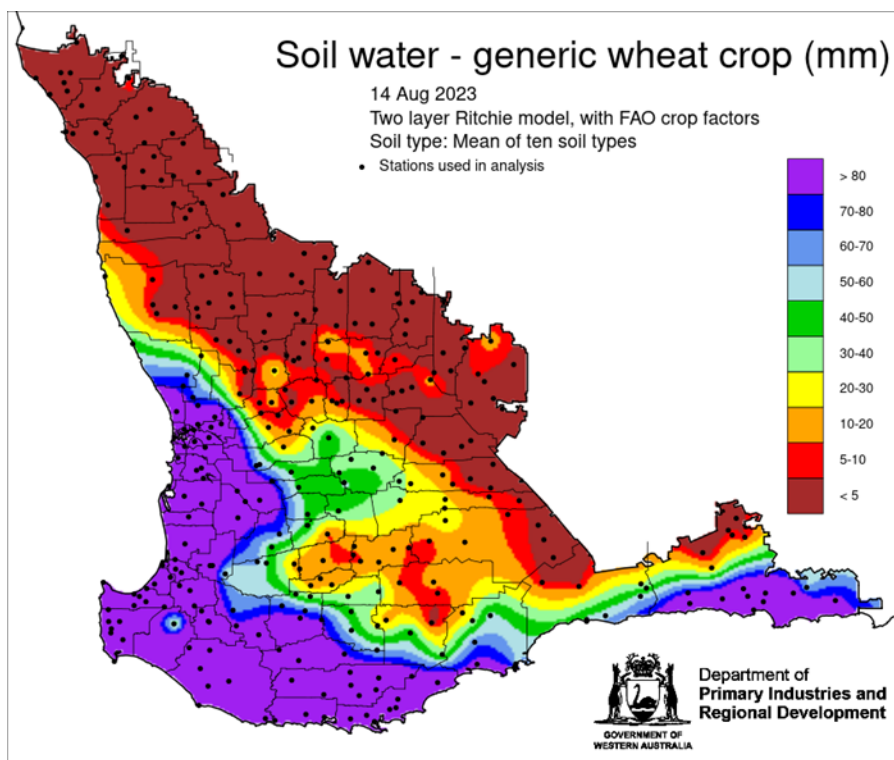 Soil water - generic wheat crop (mm)
14 Aug 2023
Two layer Ritchie model, with FAO crop factors
Soil type: Mean of ten soil types
• Stations used in analysis
> 80
70-80
60-70
50-60
40-50
30-40
20-30
10-20
5-10
< 5
Department of
Primary Industries and
Regional Development
GOVERNMENT OF
WESTERN AUSTRALIA